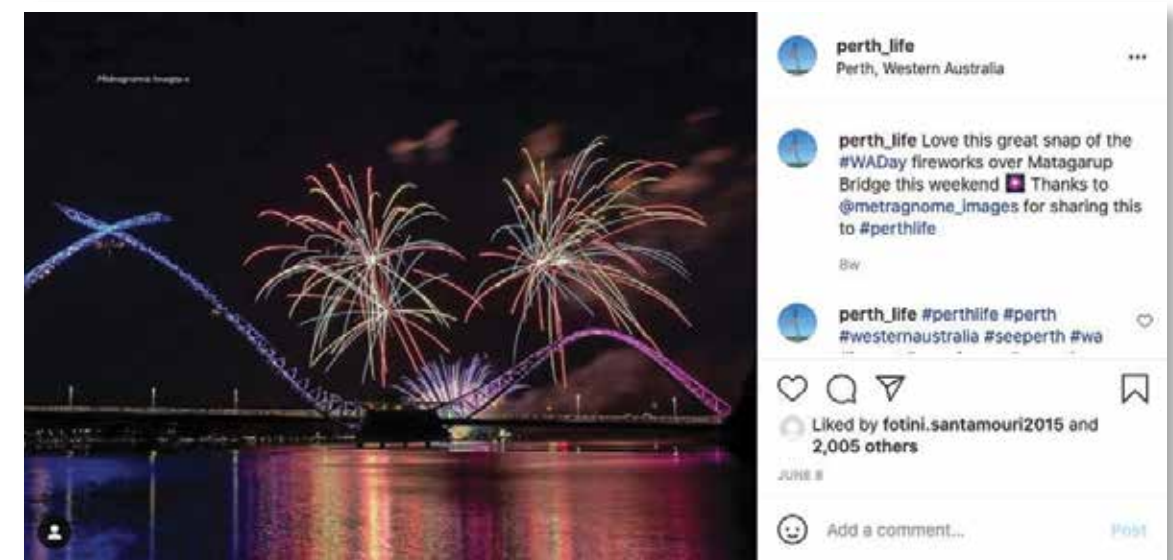 perth_life
Perth, Western Australia
perth_life Love this great snap of the
#WADay fireworks over Matagarup
Bridge this weekend 🎆 Thanks to
@metragnome_images for sharing this
to #perthlife
8w
perth_life #perthlife #perth
#westernaustralia #seeperth #wa
Liked by fotini.santamouri2015 and
2,005 others
JUNE 8
Add a comment...
Post